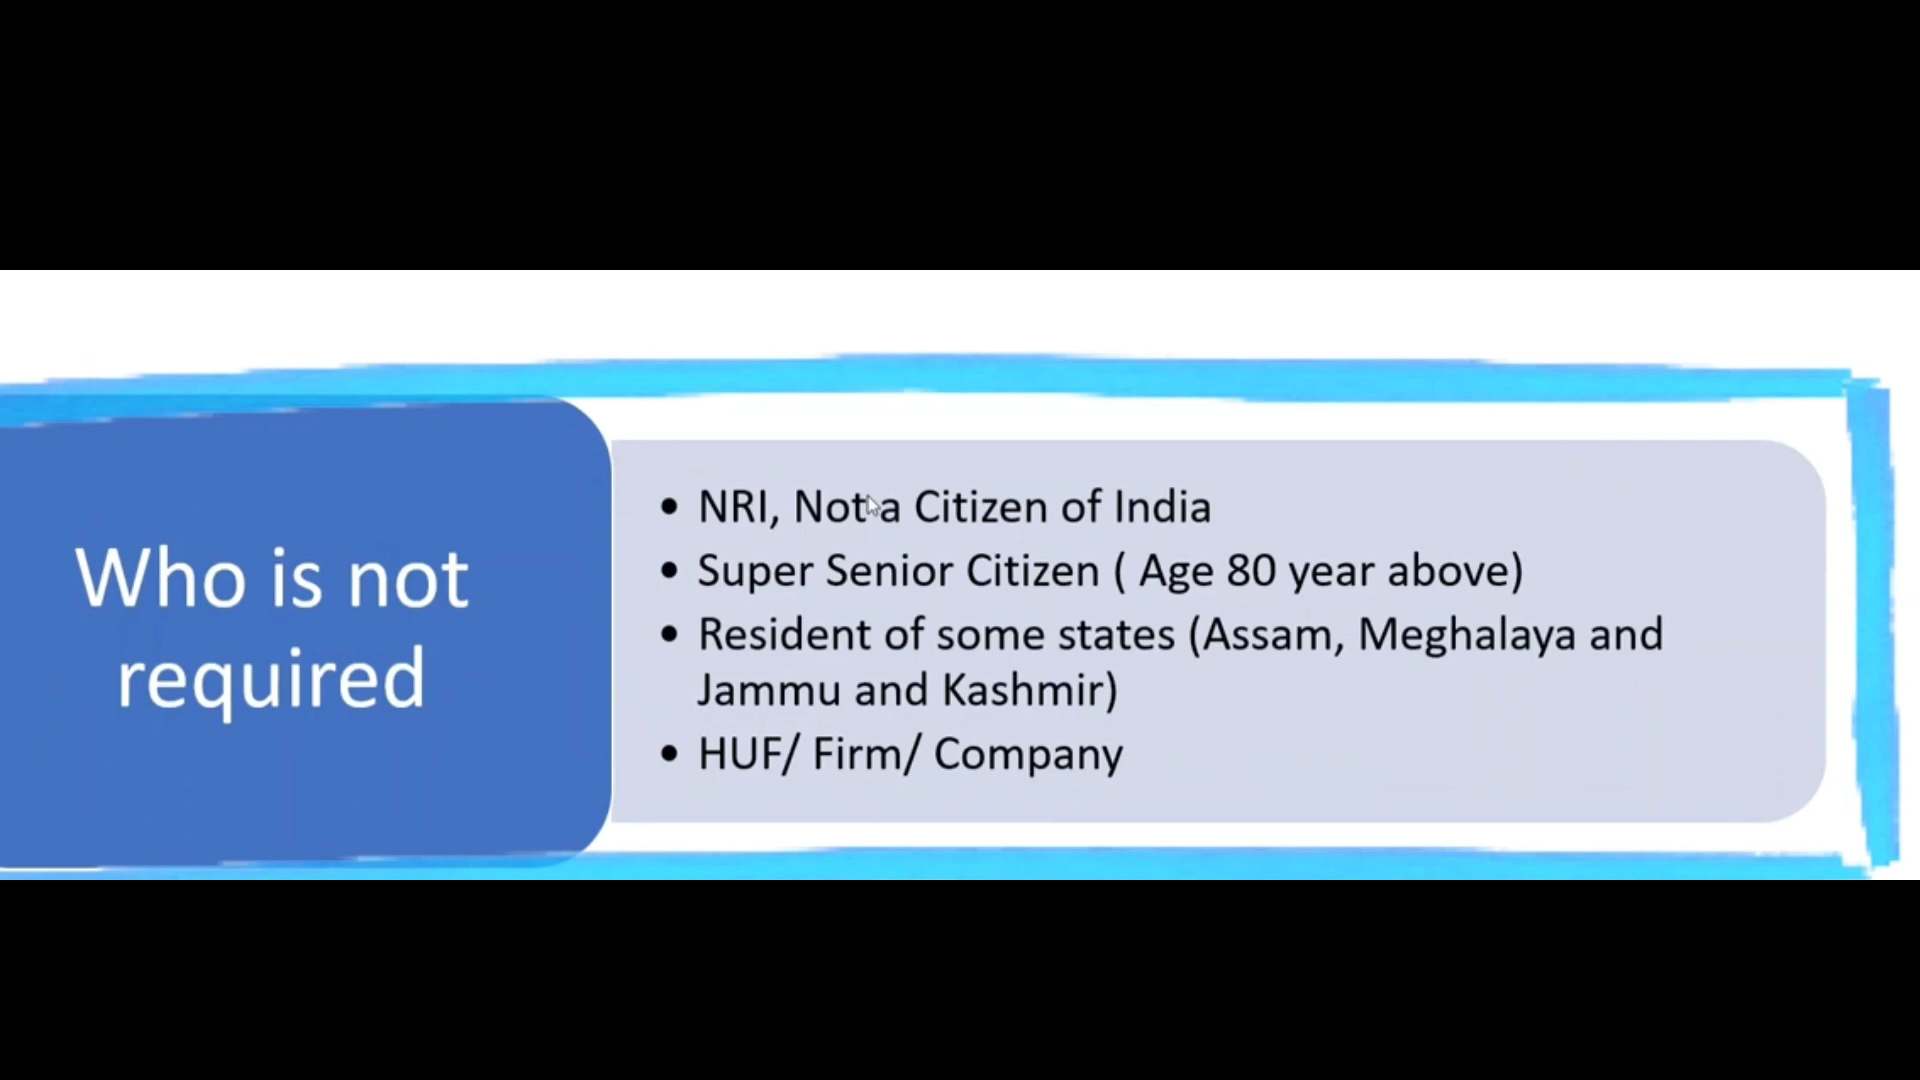 Who is not
required
• NRI, Not a Citizen of India
• Super Senior Citizen ( Age 80 year above)
• Resident of some states (Assam, Meghalaya and
Jammu and Kashmir)
• HUF/ Firm/ Company